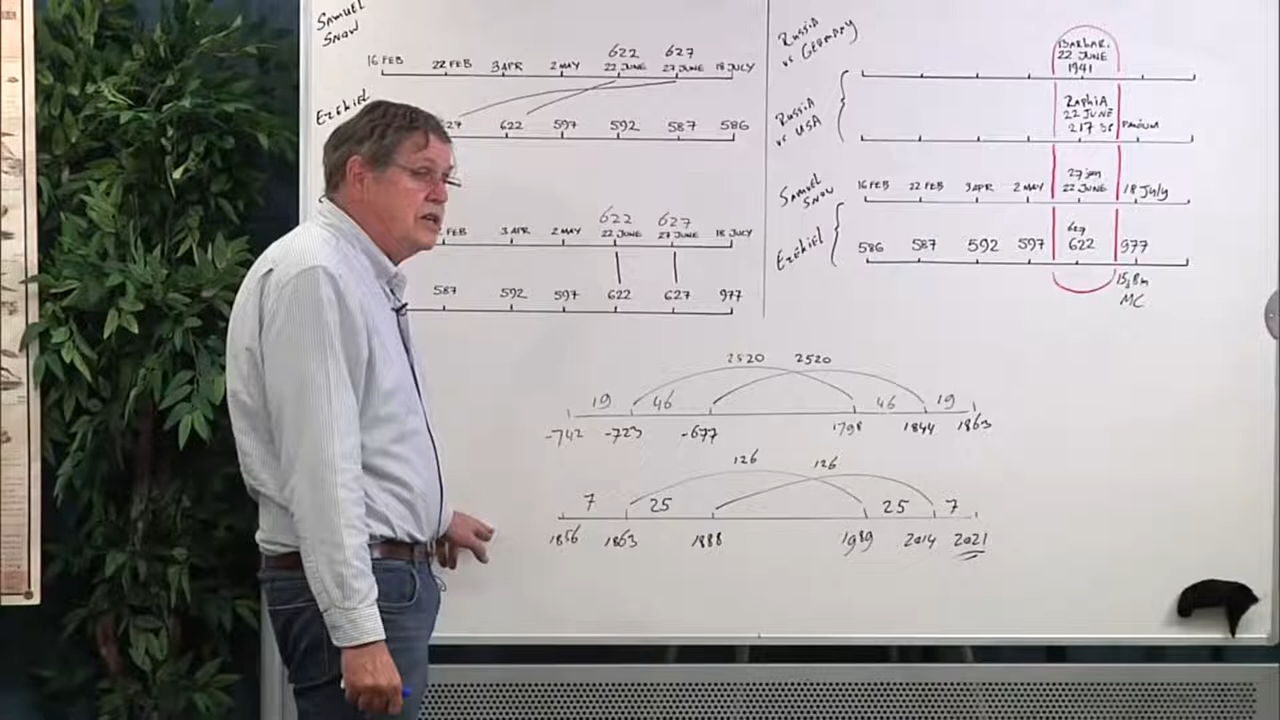 SAMUEL
SNOW
622 627
16 FEB 22 FEB 3 APR 2 MAY 22 JUNE 27 JUNE 18 JULY
EZEKIEL
627 622 597 592 587 586
622 627
FEB 3 APR 2 MAY 22 JUNE 27 JUNE 18 JULY
587 592 597 622 627 977
RUSSIA
vs GERMANY
BARBAR.
22 JUNE
1941
RUSSIA
vs USA
RAPHIA
22 JUNE
217
PANIUM
SAMUEL
SNOW
27 jun
16 FEB 22 FEB 3 APR 2 MAY 22 JUNE 18 July
EZEKIEL
627
586 587 592 597 622 977
MC
2520 2520
19 46 46 19
-742 -723 -677 1798 1844 1863
126 126
7 25 25 7
1856 1863 1888 1989 2014 2021